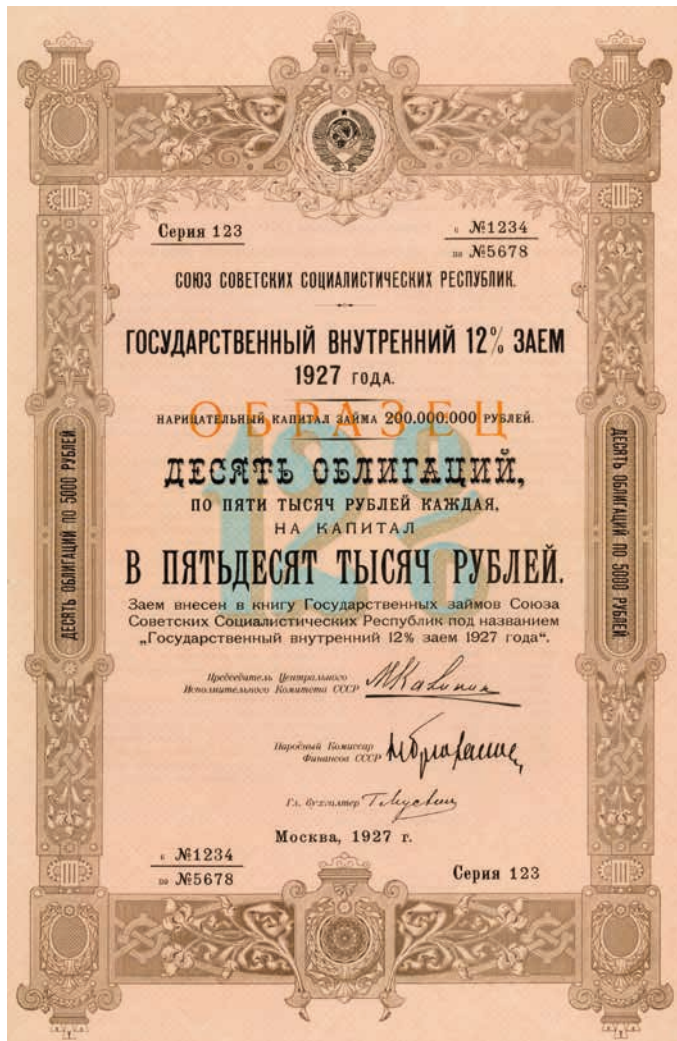 Серия 123
с №1234
по №5678
СОЮЗ СОВЕТСКИХ СОЦИАЛИСТИЧЕСКИХ РЕСПУБЛИК.
ГОСУДАРСТВЕННЫЙ ВНУТРЕННИЙ 12% ЗАЕМ
1927 ГОДА.
ОБРАЗЕЦ
НАРИЦАТЕЛЬНЫЙ КАПИТАЛ ЗАЙМА 200.000.000 РУБЛЕЙ.
12%
ДЕСЯТЬ ОБЛИГАЦИЙ,
ПО ПЯТИ ТЫСЯЧ РУБЛЕЙ КАЖДАЯ,
НА КАПИТАЛ
В ПЯТЬДЕСЯТ ТЫСЯЧ РУБЛЕЙ.
ДЕСЯТЬ ОБЛИГАЦИЙ ПО 5000 РУБЛЕЙ
ДЕСЯТЬ ОБЛИГАЦИЙ ПО 5000 РУБЛЕЙ
Заем внесен в книгу Государственных займов Союза
Советских Социалистических Республик под названием
„Государственный внутренний 12% заем 1927 года“.
Председатель Центрального
Исполнительного Комитета СССР
МКалинин
Народный Комиссар
Финансов СССР
Гл. бухгалтер
Москва, 1927 г.
с №1234
по №5678
Серия 123